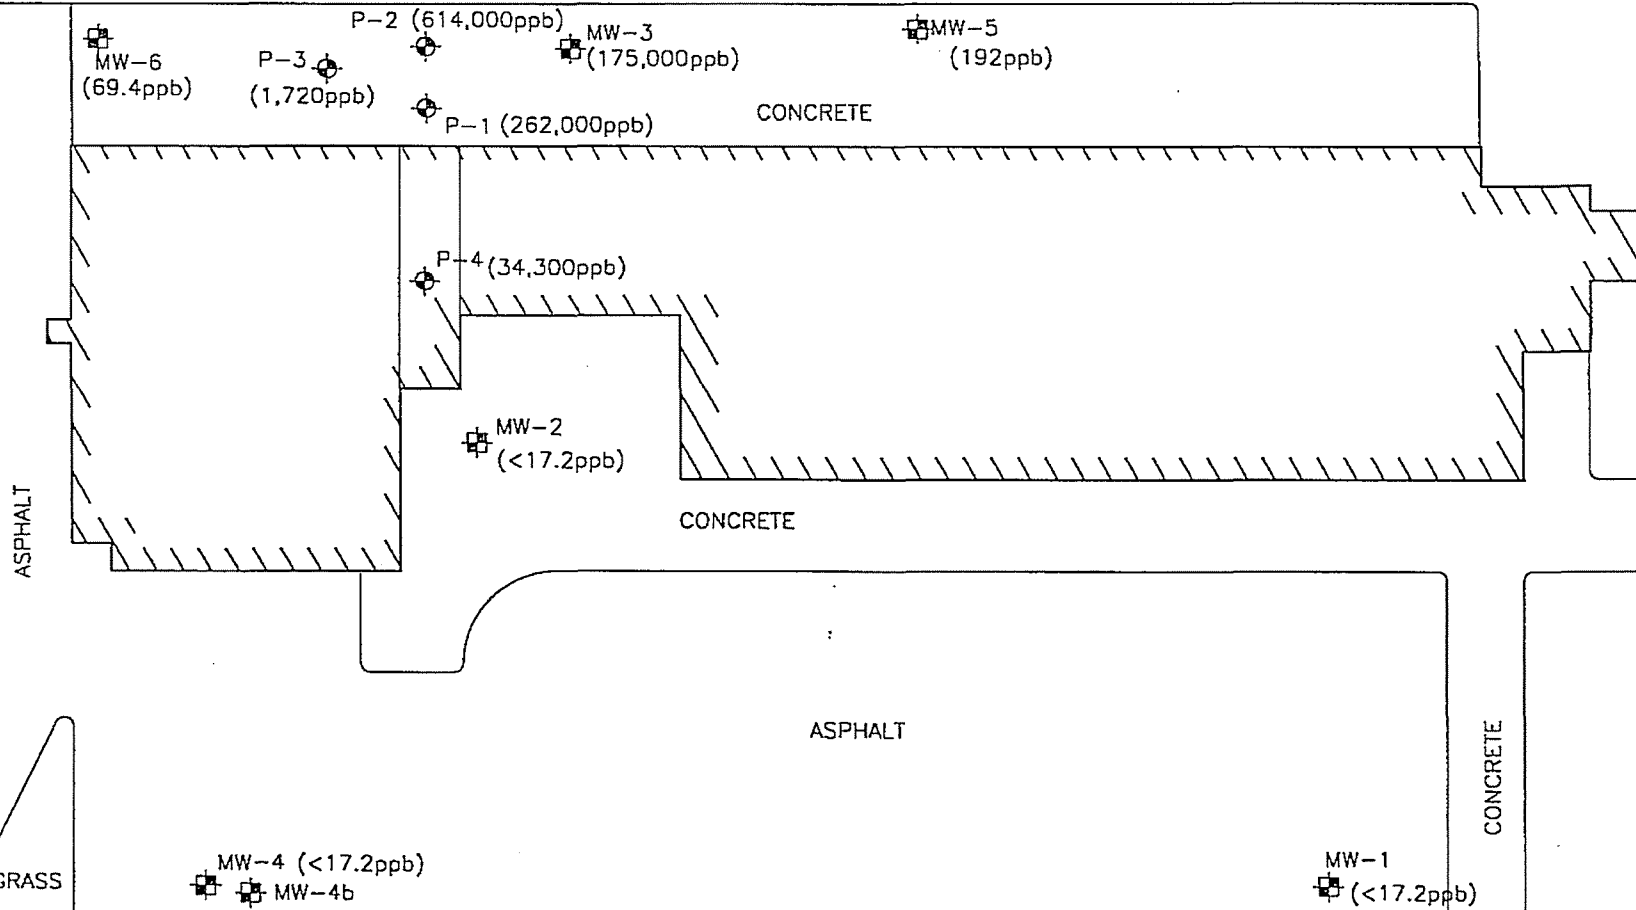 P-2 (614,000ppb)
MW-3
(175,000ppb)
MW-5
(192ppb)
MW-6
(69.4ppb)
P-3
(1,720ppb)
P-1 (262,000ppb)
CONCRETE
P-4 (34,300ppb)
MW-2
(<17.2ppb)
ASPHALT
CONCRETE
ASPHALT
CONCRETE
GRASS
MW-4 (<17.2ppb)
MW-4b
MW-1
(<17.2ppb)